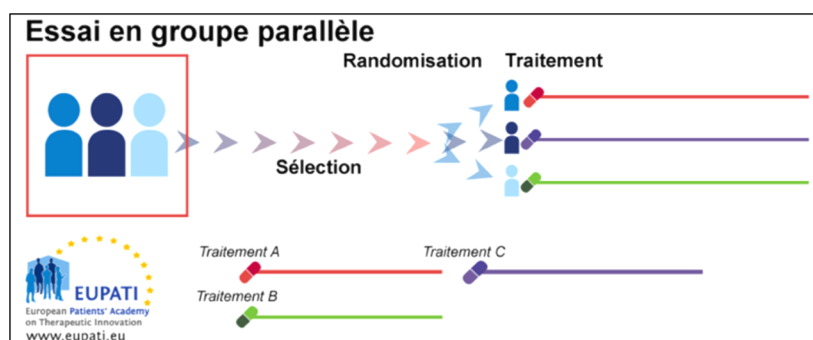 Essai en groupe parallèle
Randomisation Traitement
Sélection
Traitement A Traitement C
Traitement B
EUPATI
European Patients' Academy
on Therapeutic Innovation
www.eupati.eu